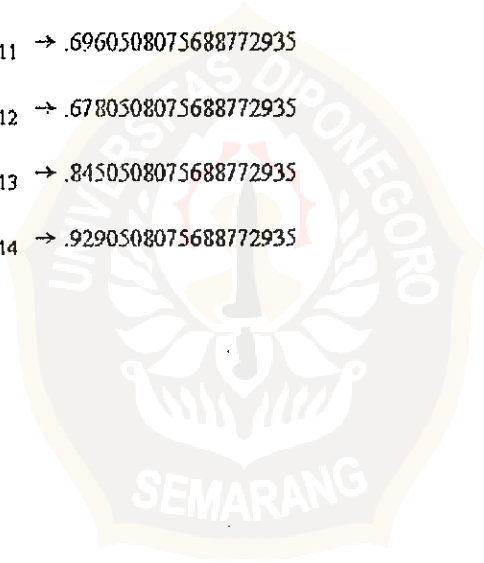 11 → .6960508075688772935
12 → .6780508075688772935
13 → .8450508075688772935
14 → .9290508075688772935
UNIVERSITAS DIPONEGORO
SEMARANG